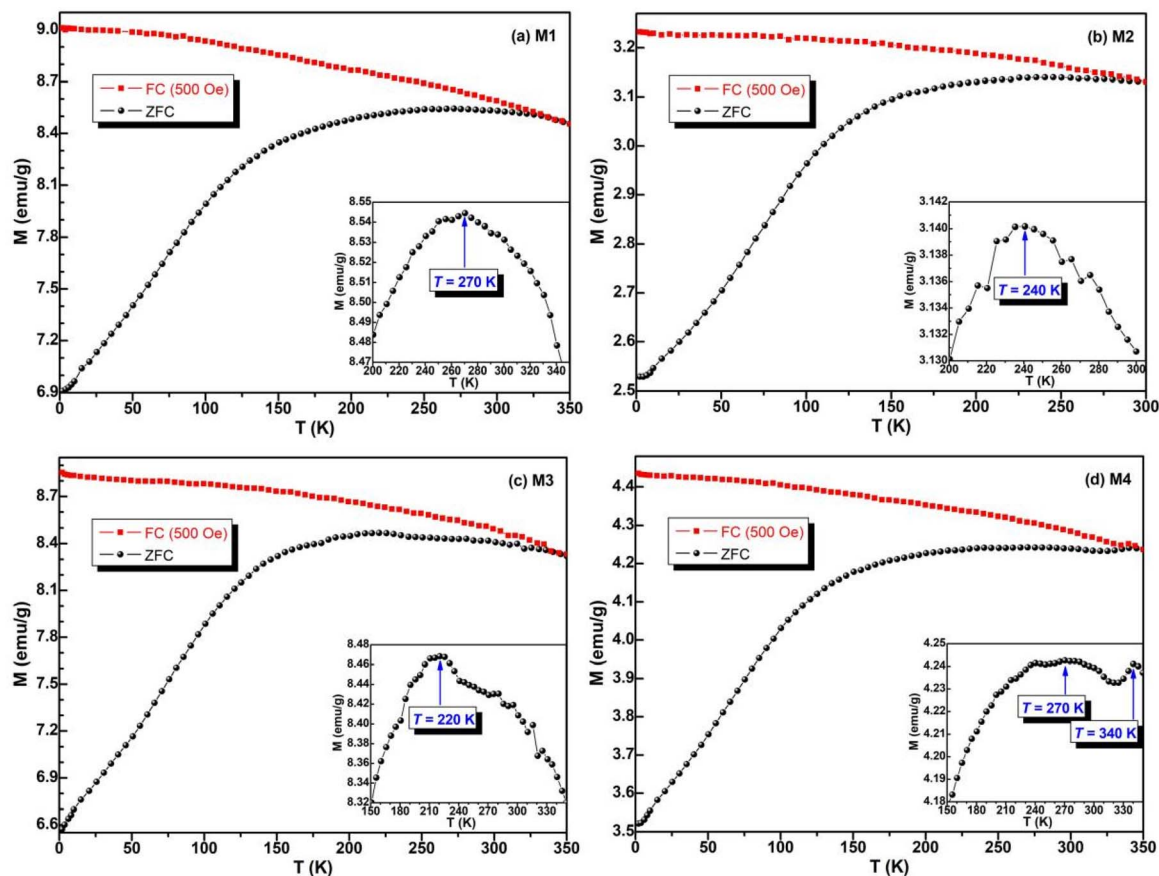 (a) M1
FC (500 Oe)
ZFC
M (emu/g)
9.0
8.7
8.4
8.1
7.8
7.5
7.2
6.9
0 50 100 150 200 250 300 350
T (K)
M (emu/g)
8.55
8.54
8.53
8.52
8.51
8.50
8.49
8.48
8.47
T = 270 K
200 220 240 260 280 300 320 340
T (K)
(b) M2
FC (500 Oe)
ZFC
M (emu/g)
3.2
3.1
3.0
2.9
2.8
2.7
2.6
2.5
0 50 100 150 200 250 300
T (K)
M (emu/g)
3.142
3.140
3.138
3.136
3.134
3.132
3.130
T = 240 K
200 220 240 260 280 300
T (K)
(c) M3
FC (500 Oe)
ZFC
M (emu/g)
8.7
8.4
8.1
7.8
7.5
7.2
6.9
6.6
0 50 100 150 200 250 300 350
T (K)
M (emu/g)
8.48
8.46
8.44
8.42
8.40
8.38
8.36
8.34
8.32
T = 220 K
150 180 210 240 270 300 330
T (K)
(d) M4
FC (500 Oe)
ZFC
M (emu/g)
4.4
4.3
4.2
4.1
4.0
3.9
3.8
3.7
3.6
3.5
0 50 100 150 200 250 300 350
T (K)
M (emu/g)
4.25
4.24
4.23
4.22
4.21
4.20
4.19
4.18
T = 270 K
T = 340 K
150 180 210 240 270 300 330
T (K)